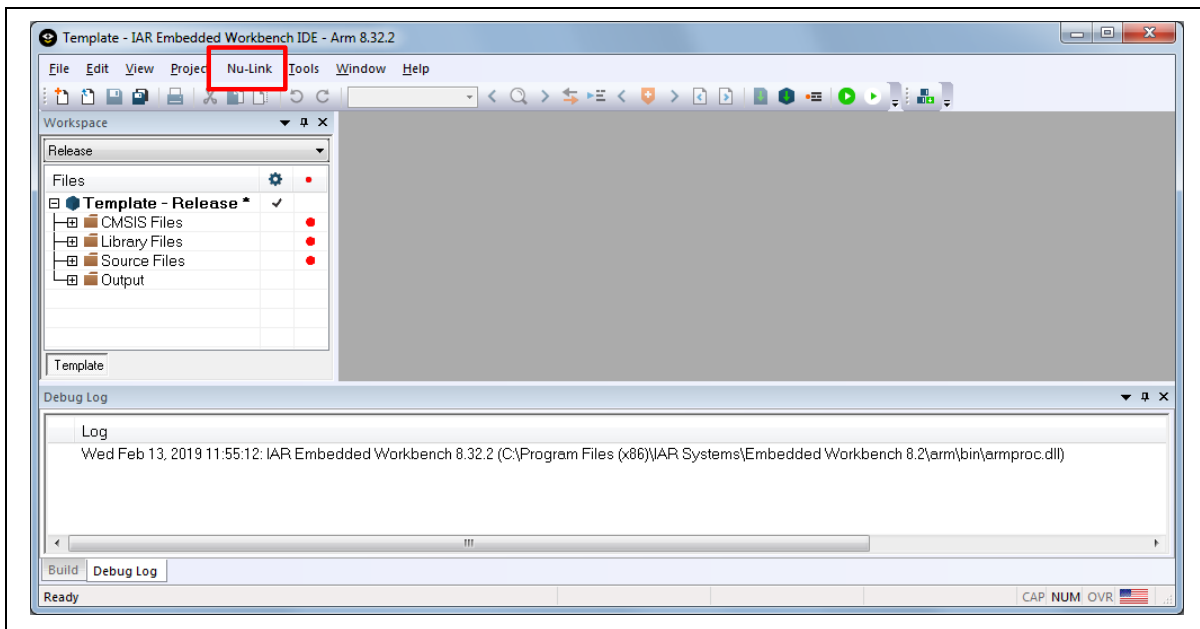 Template - IAR Embedded Workbench IDE - Arm 8.32.2
File Edit View Projec Nu-Link Tools Window Help
Workspace
Release
Files
Template - Release *
CMSIS Files
Library Files
Source Files
Output
Template
Debug Log
Log
Wed Feb 13, 2019 11:55:12: IAR Embedded Workbench 8.32.2 (C:\Program Files (x86)\IAR Systems\Embedded Workbench 8.2\arm\bin\armproc.dll)
Build Debug Log
Ready CAP NUM OVR